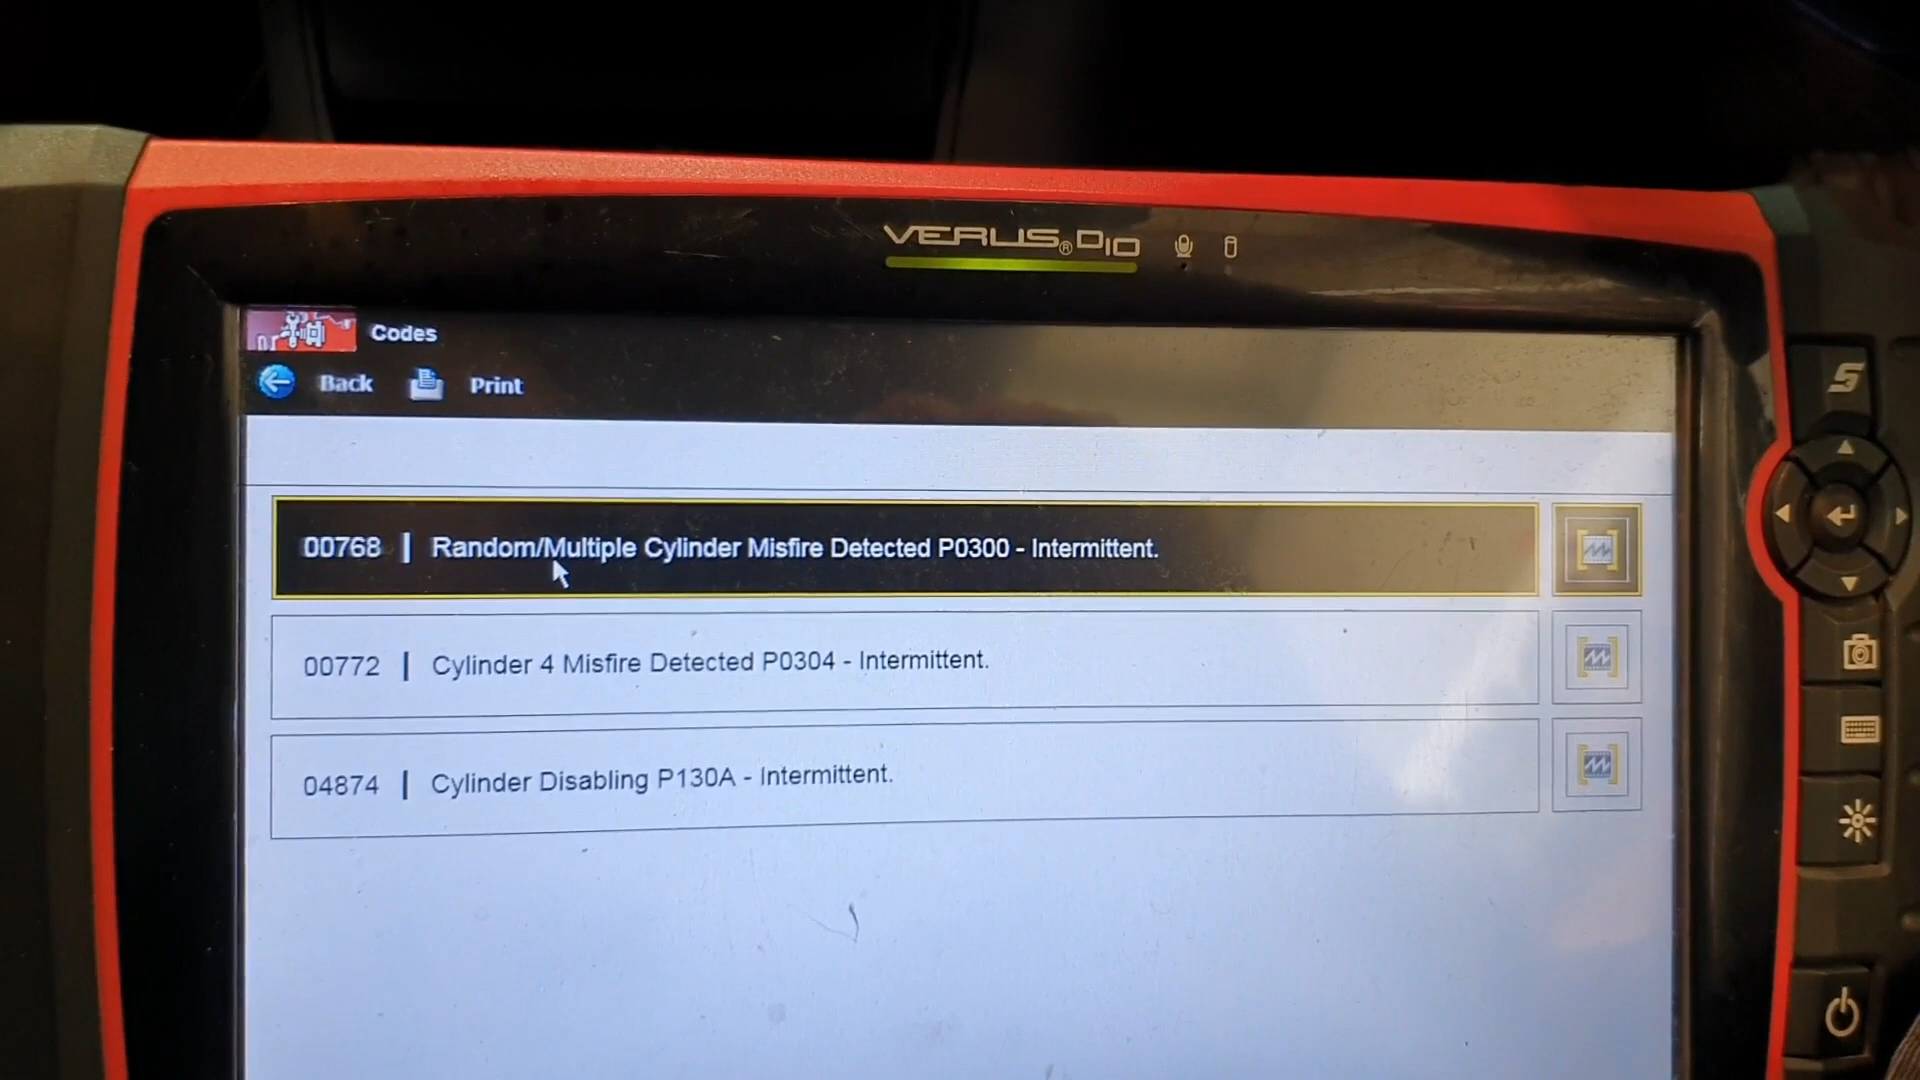 VERUS® D10
Codes
Back Print
00768 | Random/Multiple Cylinder Misfire Detected P0300 - Intermittent.
00772 | Cylinder 4 Misfire Detected P0304 - Intermittent.
04874 | Cylinder Disabling P130A - Intermittent.